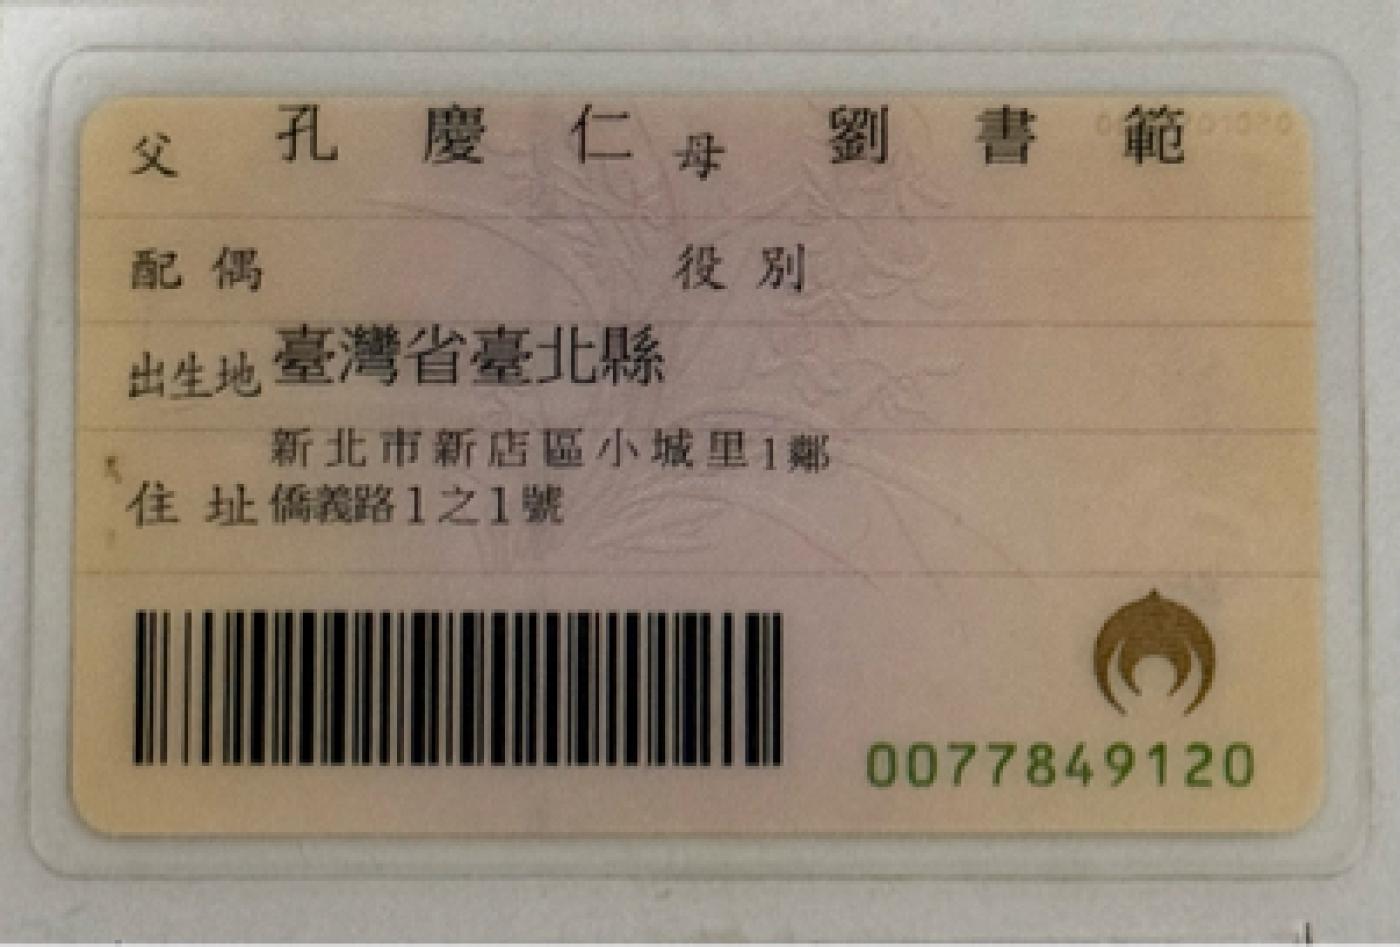 父 孔慶仁 母 劉書範
配偶 役別
出生地 臺灣省臺北縣
新北市新店區小城里1鄰
住址 僑義路1之1號
0077849120